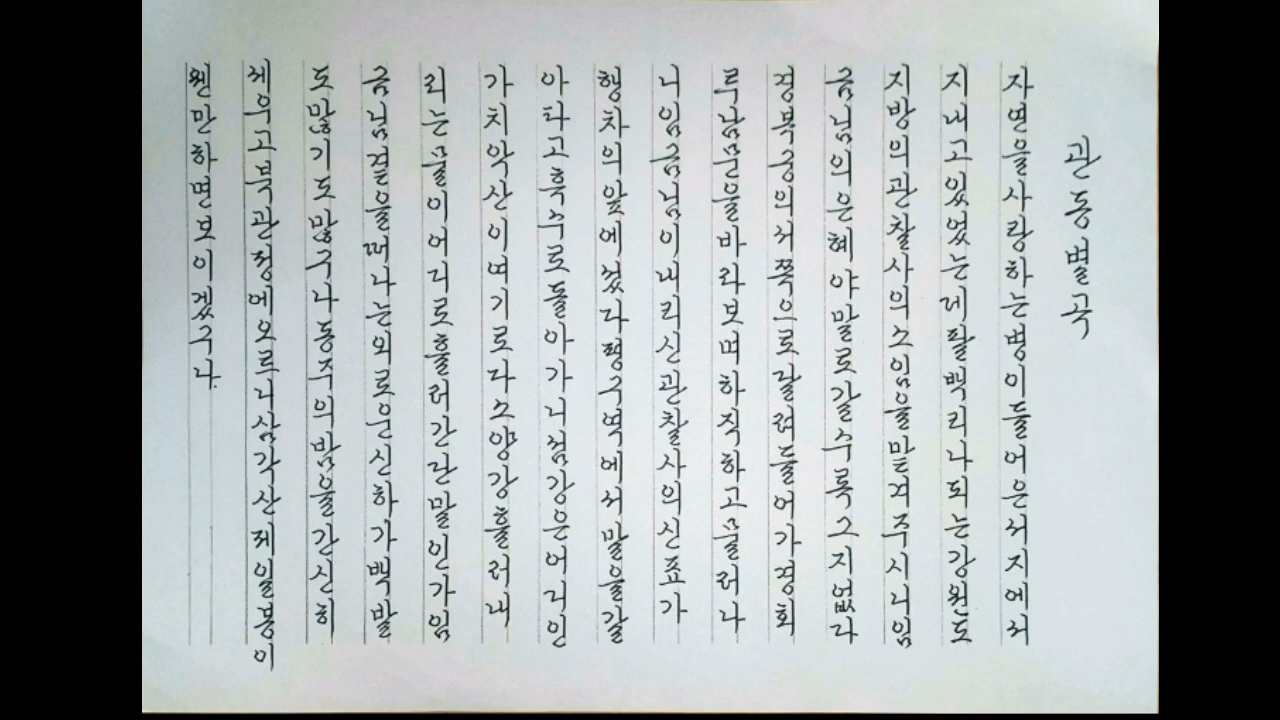 관동별곡
자연을사랑하는병이들어은서지에서
지내고있었는데팔백리나되는강원도
지방의관찰사의소임을맡겨주시니임
금님의은혜야말로갈수록그지없다
경복궁의서쪽으로달려들어가경회
루남문을바라보며하직하고물러나
니임금님이내리신관찰사의신표가
행차의앞에섰다평구역에서말을갈
아타고흑수로돌아가니섬강은어디인
가치악산이여기로다소양강흘러내
리는물이어디로흘러간단말인가임
금님곁을떠나는외로운신하가백발
도많기도많구나동주의밤을간신히
세우고북관정에오르니삼각산제일봉이
웬만하면보이겠구나.